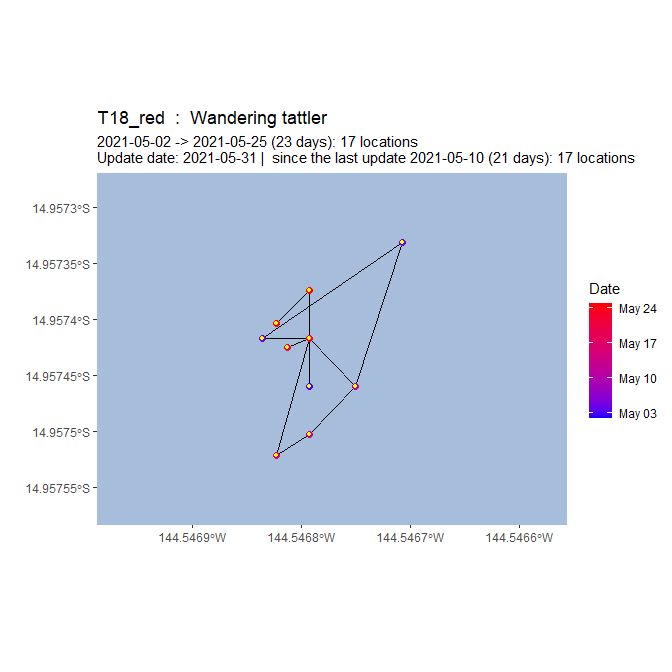 T18_red  :  Wandering tattler
2021-05-02 -> 2021-05-25 (23 days): 17 locations
Update date: 2021-05-31 |  since the last update 2021-05-10 (21 days): 17 locations
14.9573°S
14.95735°S
14.9574°S
14.95745°S
14.9575°S
14.95755°S
144.5469°W
144.5468°W
144.5467°W
144.5466°W
Date
May 24
May 17
May 10
May 03